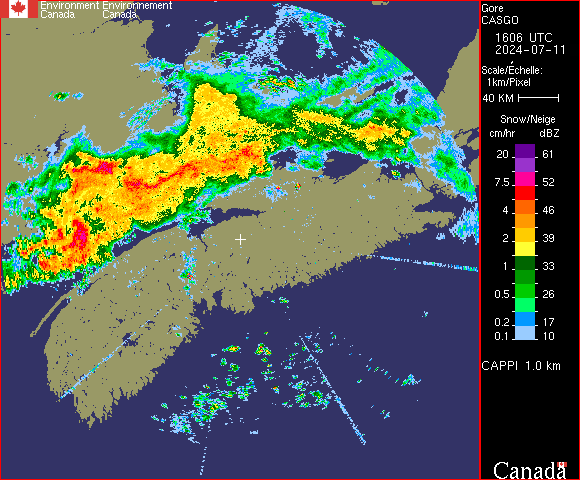 Environment Environnement
Canada Canada
Gore
CASGO
1606 UTC
2024-07-11
Scale/Échelle:
1km/Pixel
40 KM
Snow/Neige
cm/hr dBZ
20 61
7.5 52
4 46
2 39
1 33
0.5 26
0.2 17
0.1 10
CAPPI 1.0 km
Canada